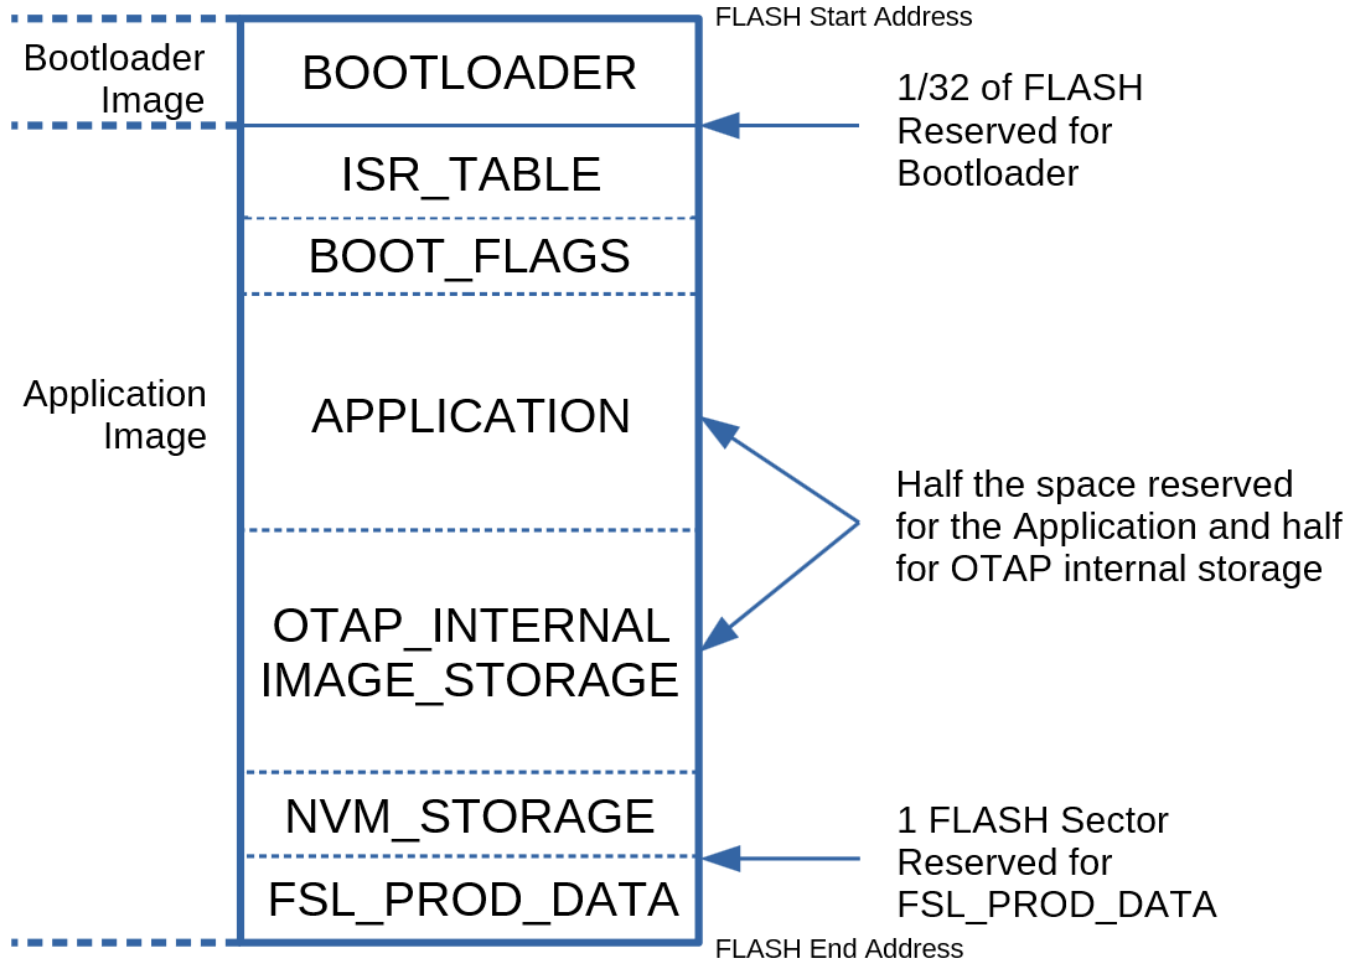 FLASH Start Address
Bootloader
Image
BOOTLOADER
1/32 of FLASH
Reserved for
Bootloader
ISR_TABLE
BOOT_FLAGS
Application
Image
APPLICATION
Half the space reserved
for the Application and half
for OTAP internal storage
OTAP_INTERNAL
IMAGE_STORAGE
NVM_STORAGE
1 FLASH Sector
Reserved for
FSL_PROD_DATA
FSL_PROD_DATA
FLASH End Address